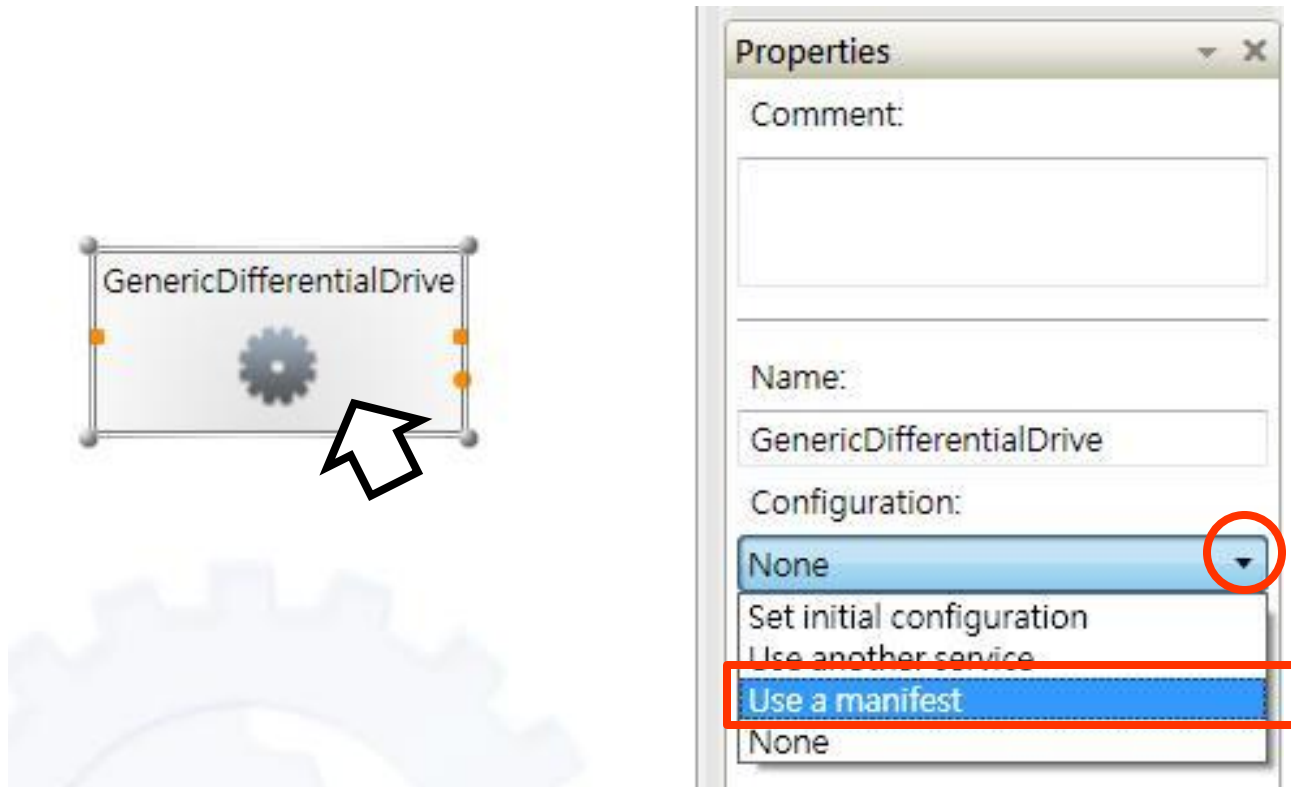 GenericDifferentialDrive
Properties
Comment:
Name:
GenericDifferentialDrive
Configuration:
None
Set initial configuration
Use another service
Use a manifest
None